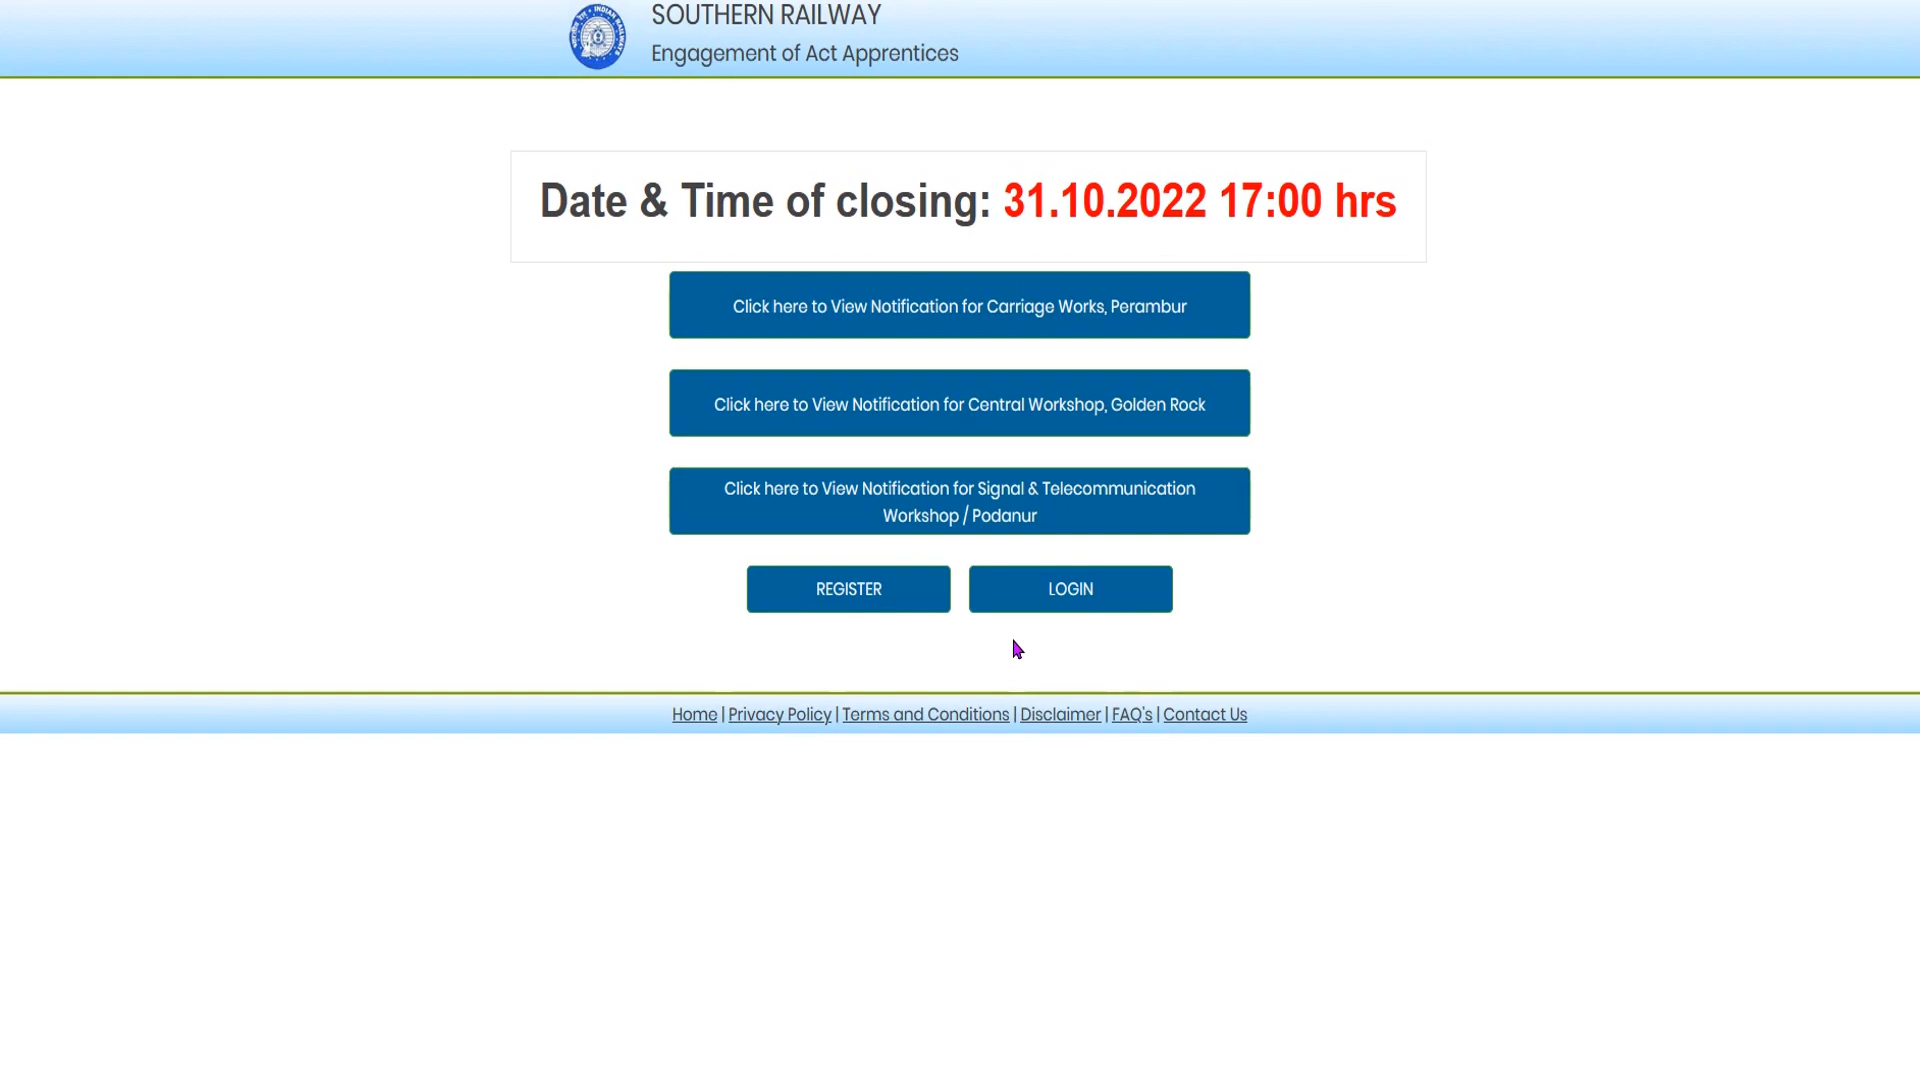 SOUTHERN RAILWAY
Engagement of Act Apprentices
Date & Time of closing: 31.10.2022 17:00 hrs
Click here to View Notification for Carriage Works, Perambur
Click here to View Notification for Central Workshop, Golden Rock
Click here to View Notification for Signal & Telecommunication
Workshop / Podanur
REGISTER LOGIN
Home | Privacy Policy | Terms and Conditions | Disclaimer | FAQ's | Contact Us